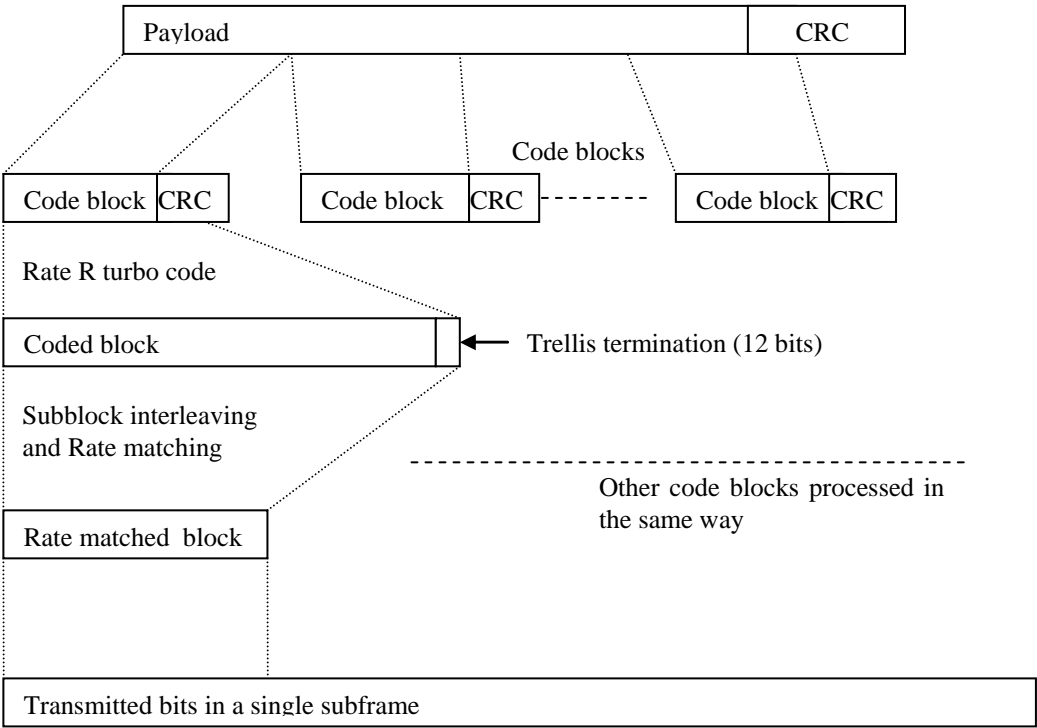 Payload CRC
Code blocks
Code block CRC Code block CRC Code block CRC
Rate R turbo code
Coded block Trellis termination (12 bits)
Subblock interleaving
and Rate matching
Other code blocks processed in
the same way
Rate matched block
Transmitted bits in a single subframe